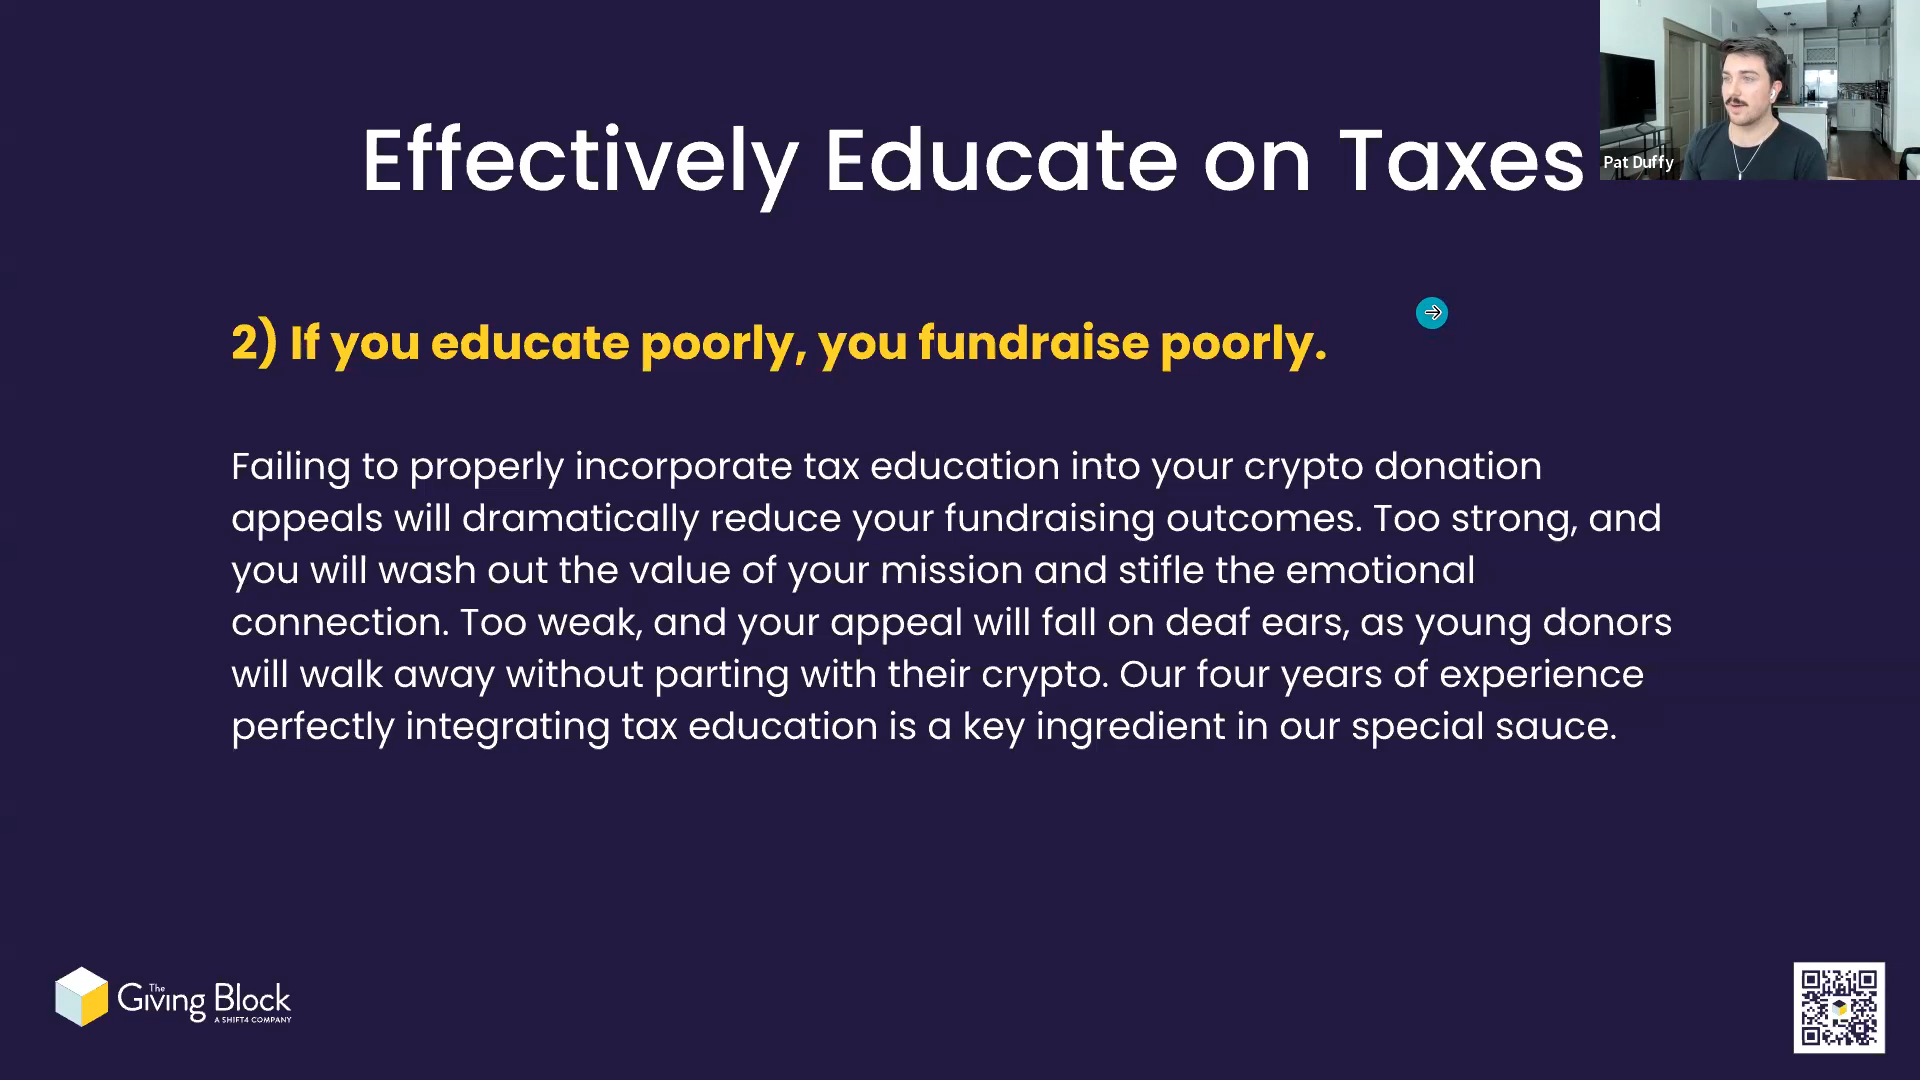 Effectively Educate on Taxes
Pat Duffy
2) If you educate poorly, you fundraise poorly.
Failing to properly incorporate tax education into your crypto donation
appeals will dramatically reduce your fundraising outcomes. Too strong, and
you will wash out the value of your mission and stifle the emotional
connection. Too weak, and your appeal will fall on deaf ears, as young donors
will walk away without parting with their crypto. Our four years of experience
perfectly integrating tax education is a key ingredient in our special sauce.
The
Giving Block
A SHIFT4 COMPANY